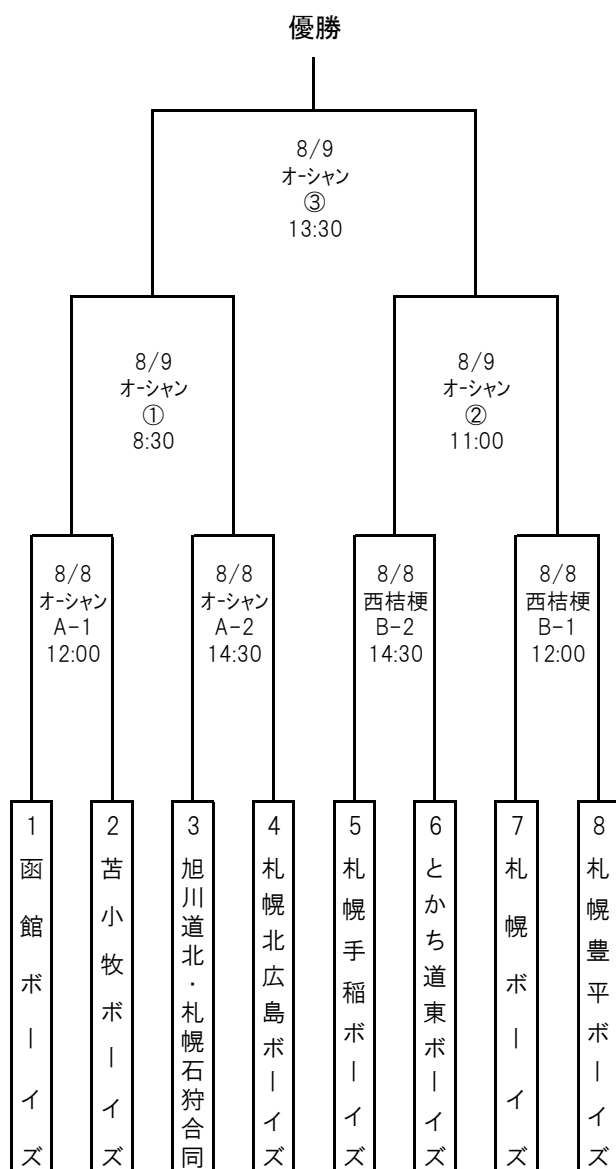 優勝
8/9
オーシャン
③
13:30
8/9
オーシャン
①
8:30
8/9
オーシャン
②
11:00
8/8
オーシャン
A-1
12:00
8/8
オーシャン
A-2
14:30
8/8
西桔梗
B-2
14:30
8/8
西桔梗
B-1
12:00
1
函館ボーイズ
2
苫小牧ボーイズ
3
旭川道北・札幌石狩合同
4
札幌北広島ボーイズ
5
札幌手稲ボーイズ
6
とかち道東ボーイズ
7
札幌ボーイズ
8
札幌豊平ボーイズ